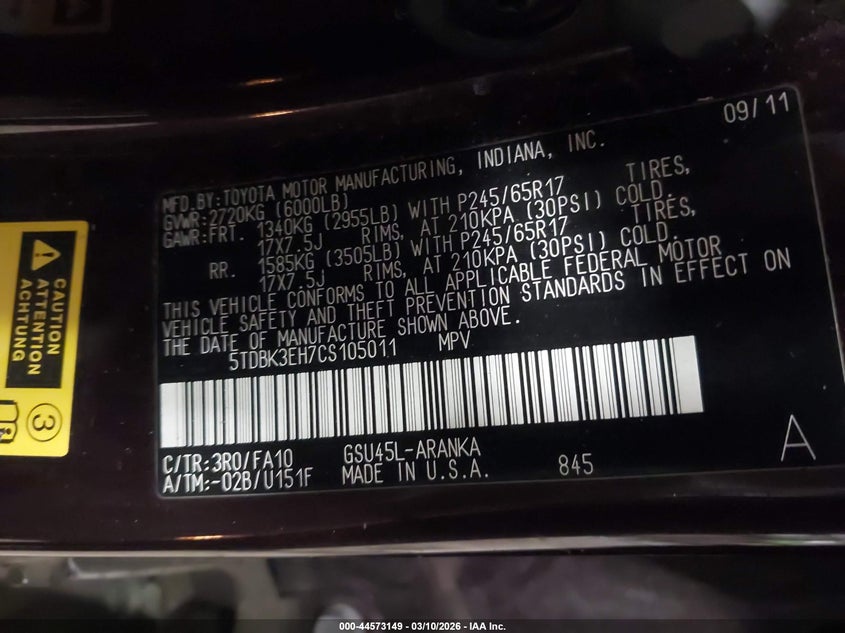 09/11
MFD.BY:TOYOTA MOTOR MANUFACTURING, INDIANA, INC.
GVWR:2720KG (6000LB)
GAWR:FRT. 1340KG (2955LB) WITH P245/65R17 TIRES,
17X7.5J RIMS, AT 210KPA (30PSI) COLD.
RR. 1585KG (3505LB) WITH P245/65R17 TIRES,
17X7.5J RIMS, AT 210KPA (30PSI) COLD.
THIS VEHICLE CONFORMS TO ALL APPLICABLE FEDERAL MOTOR
VEHICLE SAFETY AND THEFT PREVENTION STANDARDS IN EFFECT ON
THE DATE OF MANUFACTURE SHOWN ABOVE.
5TDBK3EH7CS105011 MPV
C/TR:3R0/FA10 GSU45L-ARANKA
A/TM:-02B/U151F MADE IN U.S.A. 845
A
CAUTION
ATTENTION
ACHTUNG
3
000-44573149 - 03/10/2026 - IAA Inc.